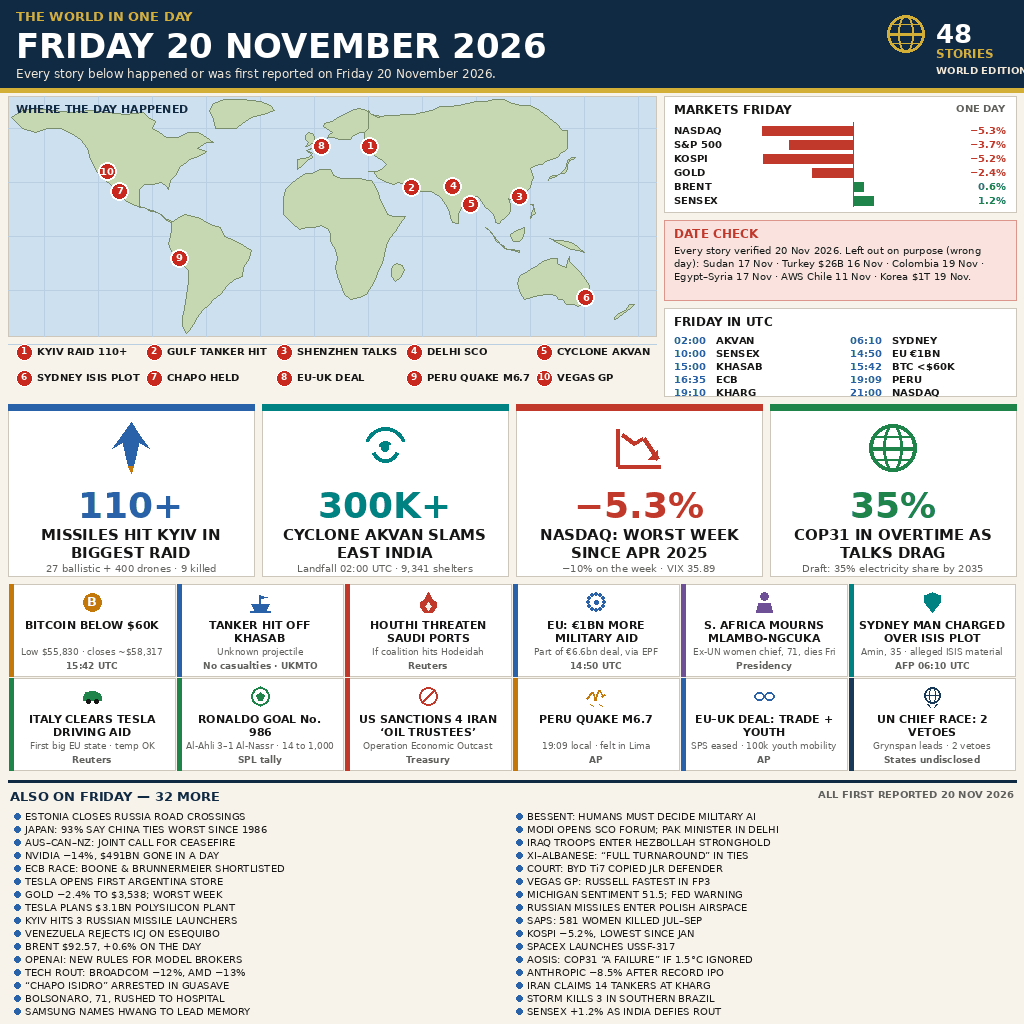 THE WORLD IN ONE DAY
FRIDAY 20 NOVEMBER 2026
Every story below happened or was first reported on Friday 20 November 2026.
48
STORIES
WORLD EDITION
WHERE THE DAY HAPPENED
10
7
8
1
2
4
5
3
9
6
1 KYIV RAID 110+
2 GULF TANKER HIT
3 SHENZHEN TALKS
4 DELHI SCO
5 CYCLONE AKVAN
6 SYDNEY ISIS PLOT
7 CHAPO HELD
8 EU-UK DEAL
9 PERU QUAKE M6.7
10 VEGAS GP
MARKETS FRIDAY
ONE DAY
NASDAQ −5.3%
S&P 500 −3.7%
KOSPI −5.2%
GOLD −2.4%
BRENT 0.6%
SENSEX 1.2%
DATE CHECK
Every story verified 20 Nov 2026. Left out on purpose (wrong
day): Sudan 17 Nov · Turkey $26B 16 Nov · Colombia 19 Nov ·
Egypt–Syria 17 Nov · AWS Chile 11 Nov · Korea $1T 19 Nov.
FRIDAY IN UTC
02:00 AKVAN
06:10 SYDNEY
10:00 SENSEX
14:50 EU €1BN
15:00 KHASAB
15:42 BTC <$60K
16:35 ECB
19:09 PERU
19:10 KHARG
21:00 NASDAQ
110+
MISSILES HIT KYIV IN
BIGGEST RAID
27 ballistic + 400 drones · 9 killed
300K+
CYCLONE AKVAN SLAMS
EAST INDIA
Landfall 02:00 UTC · 9,341 shelters
−5.3%
NASDAQ: WORST WEEK
SINCE APR 2025
−10% on the week · VIX 35.89
35%
COP31 IN OVERTIME AS
TALKS DRAG
Draft: 35% electricity share by 2035
B
BITCOIN BELOW $60K
Low $55,830 · closes ~$58,317
15:42 UTC
TANKER HIT OFF
KHASAB
Unknown projectile
No casualties · UKMTO
HOUTHI THREATEN
SAUDI PORTS
If coalition hits Hodeidah
Reuters
EU: €1BN MORE
MILITARY AID
Part of €6.6bn deal, via EPF
14:50 UTC
S. AFRICA MOURNS
MLAMBO-NGCUKA
Ex-UN women chief, 71, dies Fri
Presidency
SYDNEY MAN CHARGED
OVER ISIS PLOT
Amin, 35 · alleged ISIS material
AFP 06:10 UTC
ITALY CLEARS TESLA
DRIVING AID
First big EU state · temp OK
Reuters
RONALDO GOAL No.
986
Al-Ahli 3–1 Al-Nassr · 14 to 1,000
SPL tally
US SANCTIONS 4 IRAN
‘OIL TRUSTEES’
Operation Economic Outcast
Treasury
PERU QUAKE M6.7
19:09 local · felt in Lima
AP
EU-UK DEAL: TRADE +
YOUTH
SPS eased · 100k youth mobility
AP
UN CHIEF RACE: 2
VETOES
Grynspan leads · 2 vetoes
States undisclosed
ALSO ON FRIDAY — 32 MORE
ALL FIRST REPORTED 20 NOV 2026
ESTONIA CLOSES RUSSIA ROAD CROSSINGS
JAPAN: 93% SAY CHINA TIES WORST SINCE 1986
AUS–CAN–NZ: JOINT CALL FOR CEASEFIRE
NVIDIA −14%, $491BN GONE IN A DAY
ECB RACE: BOONE & BRUNNERMEIER SHORTLISTED
TESLA OPENS FIRST ARGENTINA STORE
GOLD −2.4% TO $3,538; WORST WEEK
TESLA PLANS $3.1BN POLYSILICON PLANT
KYIV HITS 3 RUSSIAN MISSILE LAUNCHERS
VENEZUELA REJECTS ICJ ON ESEQUIBO
BRENT $92.57, +0.6% ON THE DAY
OPENAI: NEW RULES FOR MODEL BROKERS
TECH ROUT: BROADCOM −12%, AMD −13%
“CHAPO ISIDRO” ARRESTED IN GUASAVE
BOLSONARO, 71, RUSHED TO HOSPITAL
SAMSUNG NAMES HWANG TO LEAD MEMORY
BESSENT: HUMANS MUST DECIDE MILITARY AI
MODI OPENS SCO FORUM; PAK MINISTER IN DELHI
IRAQ TROOPS ENTER HEZBOLLAH STRONGHOLD
XI–ALBANESE: “FULL TURNAROUND” IN TIES
COURT: BYD Ti7 COPIED JLR DEFENDER
VEGAS GP: RUSSELL FASTEST IN FP3
MICHIGAN SENTIMENT 51.5; FED WARNING
RUSSIAN MISSILES ENTER POLISH AIRSPACE
SAPS: 581 WOMEN KILLED JUL–SEP
KOSPI −5.2%, LOWEST SINCE JAN
SPACEX LAUNCHES USSF-317
AOSIS: COP31 “A FAILURE” IF 1.5°C IGNORED
ANTHROPIC −8.5% AFTER RECORD IPO
IRAN CLAIMS 14 TANKERS AT KHARG
STORM KILLS 3 IN SOUTHERN BRAZIL
SENSEX +1.2% AS INDIA DEFIES ROUT